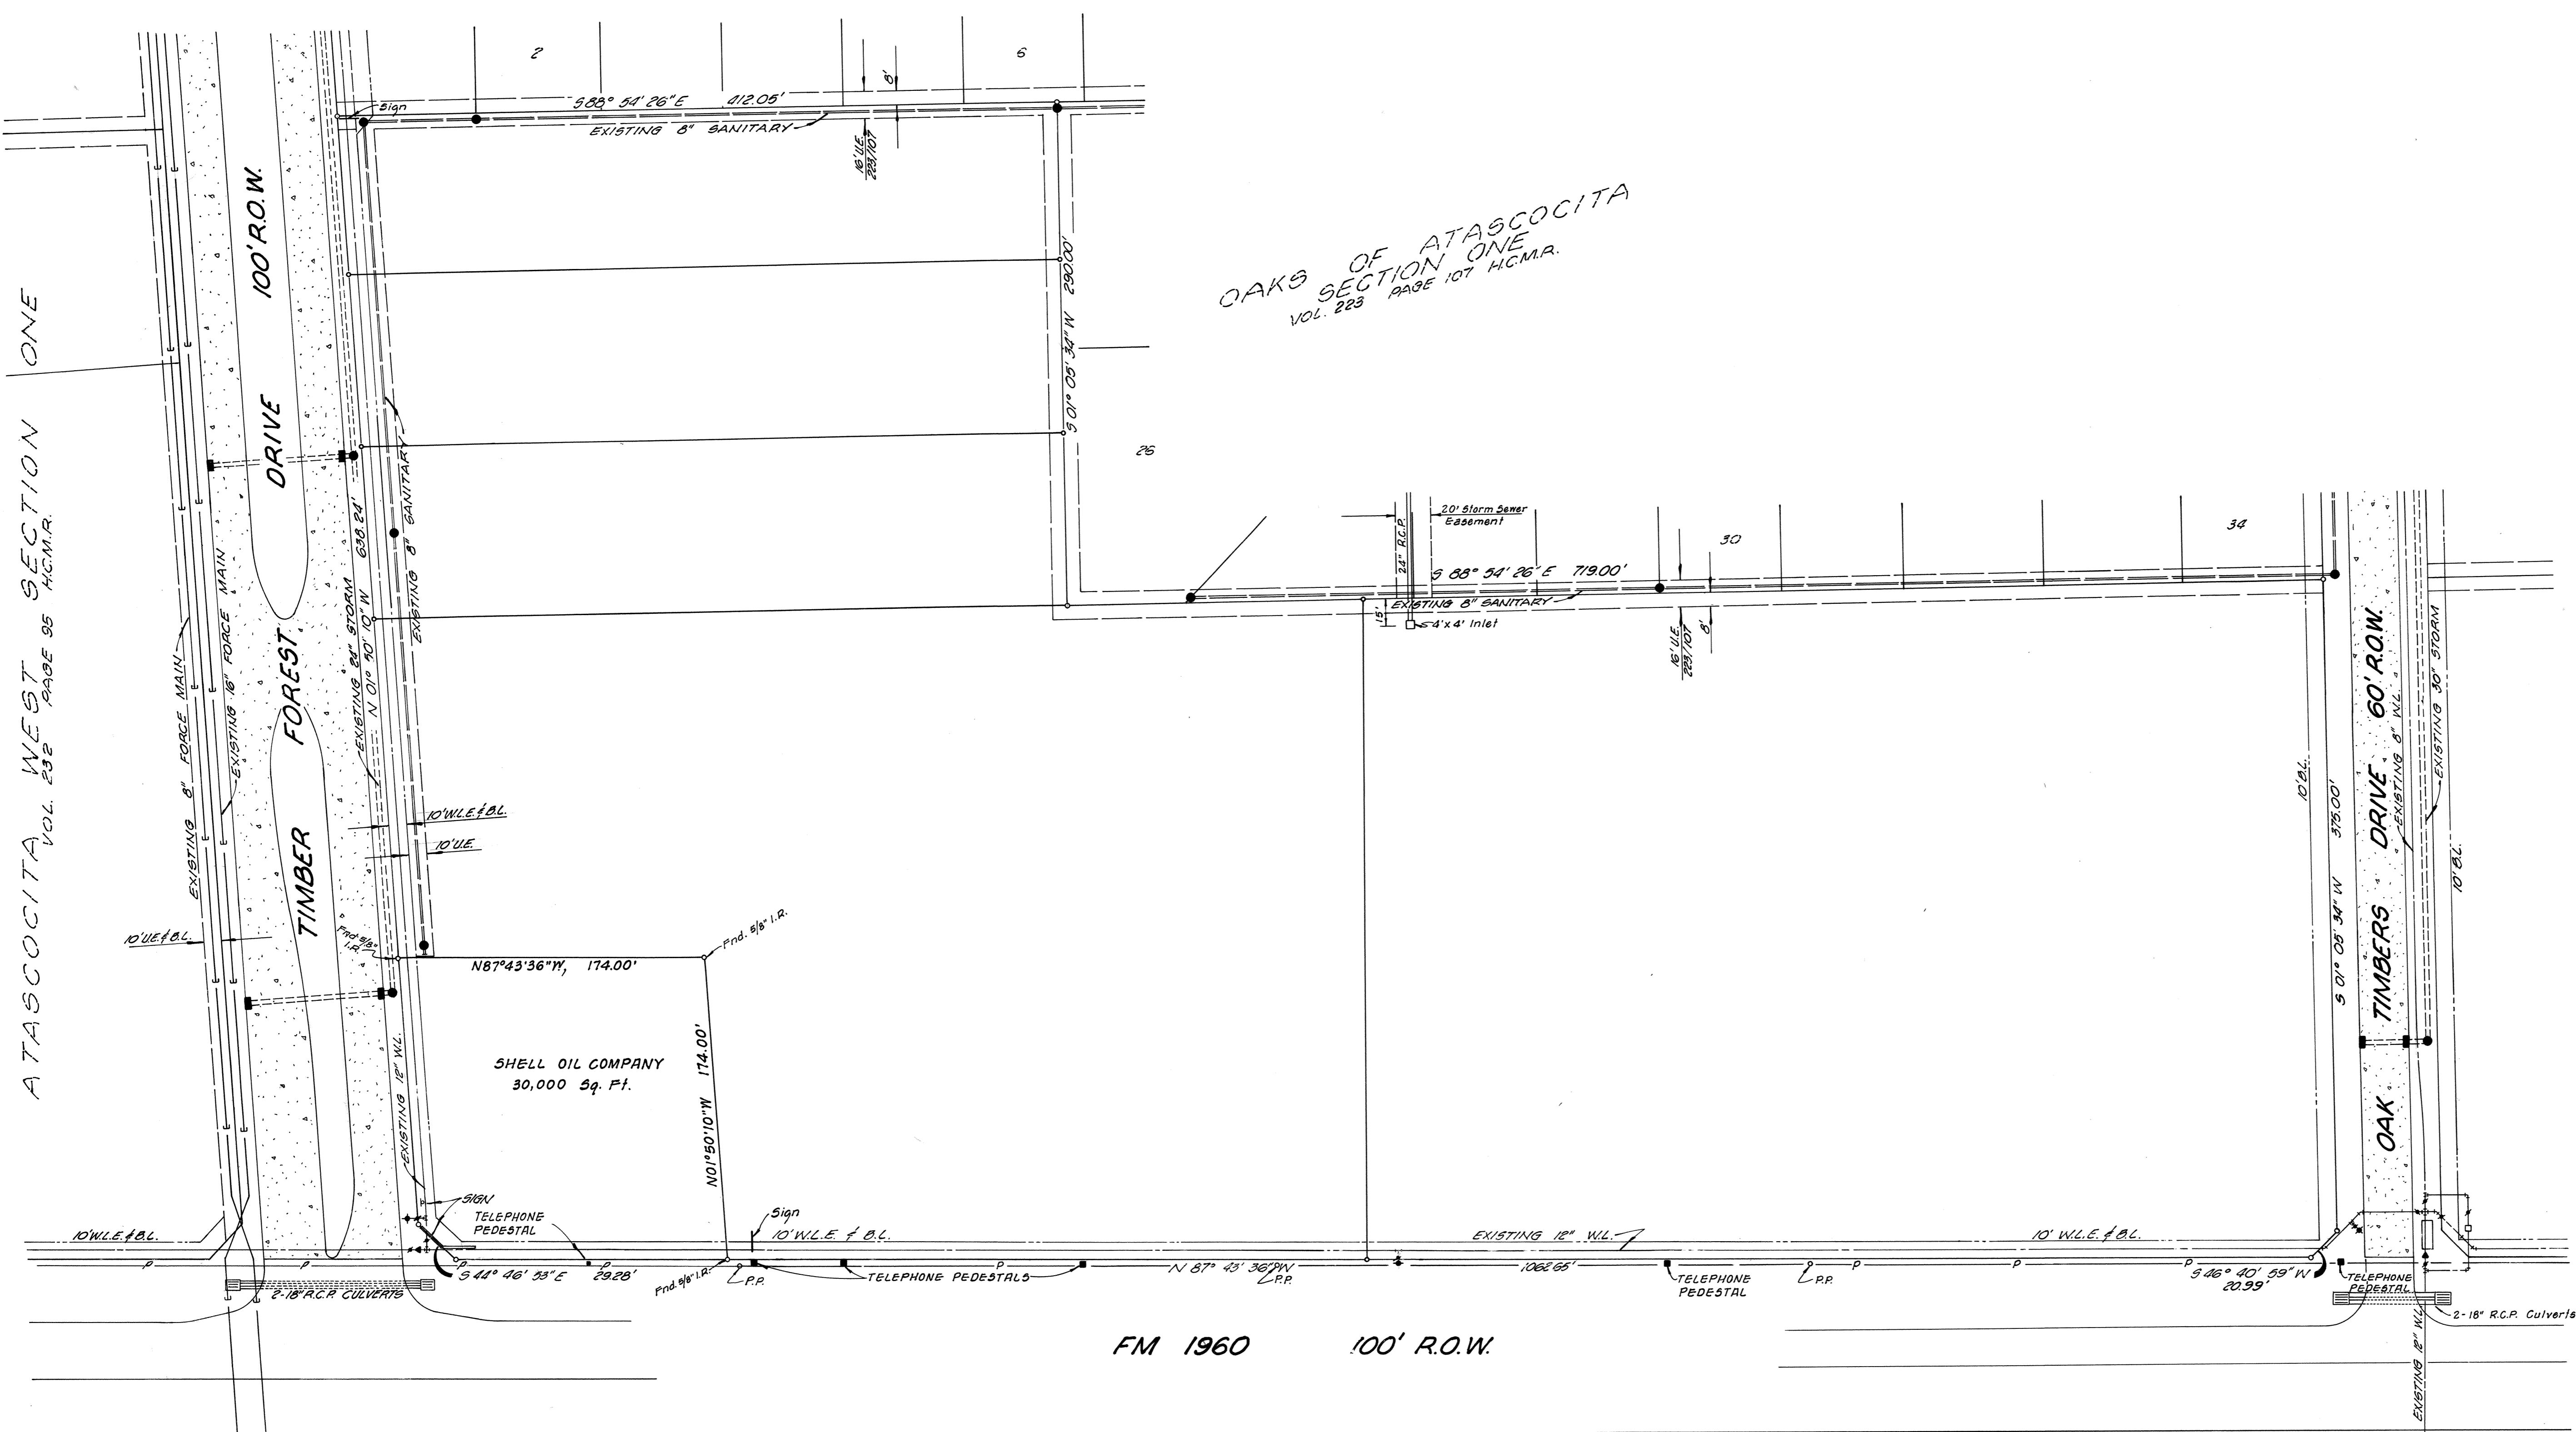 2
6
8'
S 88° 54' 26" E 412.05'
Sign
EXISTING 8" SANITARY
16' U.E.
223/107
100' R.O.W.
TIMBER FOREST DRIVE
S 01° 05' 34" W 290.00'
OAKS OF ATASCOCITA
SECTION ONE
VOL. 223 PAGE 107 H.C.M.R.
ATASCOCITA WEST SECTION ONE
VOL. 232 PAGE 95 H.C.M.R.
26
20' Storm Sewer
Easement
24" R.C.P.
30
34
S 88° 54' 26" E 719.00'
EXISTING 8" SANITARY
15'
4'x4' Inlet
16' U.E.
223/107
8'
EXISTING 8" FORCE MAIN
EXISTING 16" FORCE MAIN
EXISTING 24" STORM
N 01° 50' 10" W 638.24'
EXISTING 8" SANITARY
10' W.L.E. & B.L.
10' U.E.
10' U.E. & B.L.
Fnd. 5/8"
I.R.
Fnd. 5/8" I.R.
N87°43'36"W, 174.00'
N01°50'10"W 174.00'
SHELL OIL COMPANY
30,000 Sq. Ft.
EXISTING 12" W.L.
10' B.L.
S 01° 05' 34" W 375.00'
OAK TIMBERS DRIVE 60' R.O.W.
EXISTING 8" W.L.
EXISTING 30" STORM
10' B.L.
SIGN
TELEPHONE
PEDESTAL
Sign
10' W.L.E. & B.L.
10' W.L.E. & B.L.
EXISTING 12" W.L.
10' W.L.E. & B.L.
P
P
P
P
P
P
P
P
S 44° 46' 53" E 29.28'
Fnd. 5/8" I.R.
P.P.
TELEPHONE PEDESTALS
N 87° 43' 36" W 1062.65'
P.P.
TELEPHONE
PEDESTAL
P.P.
S 46° 40' 59" W
20.99'
TELEPHONE
PEDESTAL
2-18" R.C.P. CULVERTS
2-18" R.C.P. Culverts
EXISTING 12" W.L.
FM 1960 100' R.O.W.